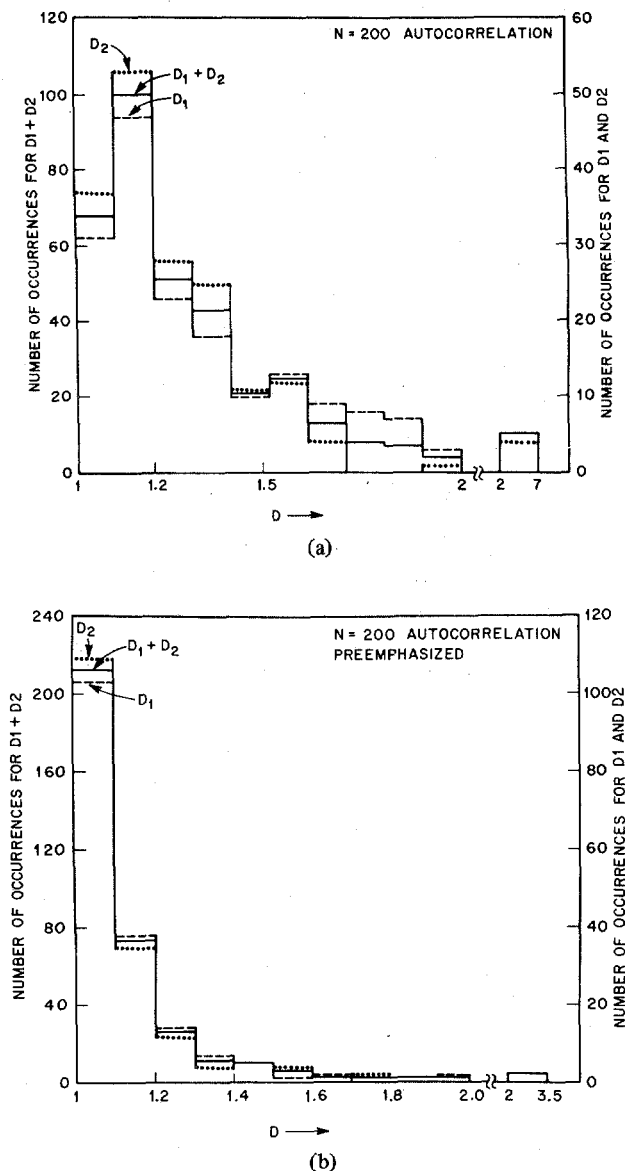 N = 200 AUTOCORRELATION
D2
D1 + D2
D1
NUMBER OF OCCURRENCES FOR D1 + D2
120
100
80
60
40
20
0
NUMBER OF OCCURRENCES FOR D1 AND D2
60
50
40
30
20
10
0
1 1.2 1.5 2 2 7
D
(a)
N = 200 AUTOCORRELATION
PREEMPHASIZED
D2
D1 + D2
D1
NUMBER OF OCCURRENCES FOR D1 + D2
240
200
160
120
80
40
0
NUMBER OF OCCURRENCES FOR D1 AND D2
120
100
80
60
40
20
0
1 1.2 1.4 1.6 1.8 2.0 2 3.5
D
(b)